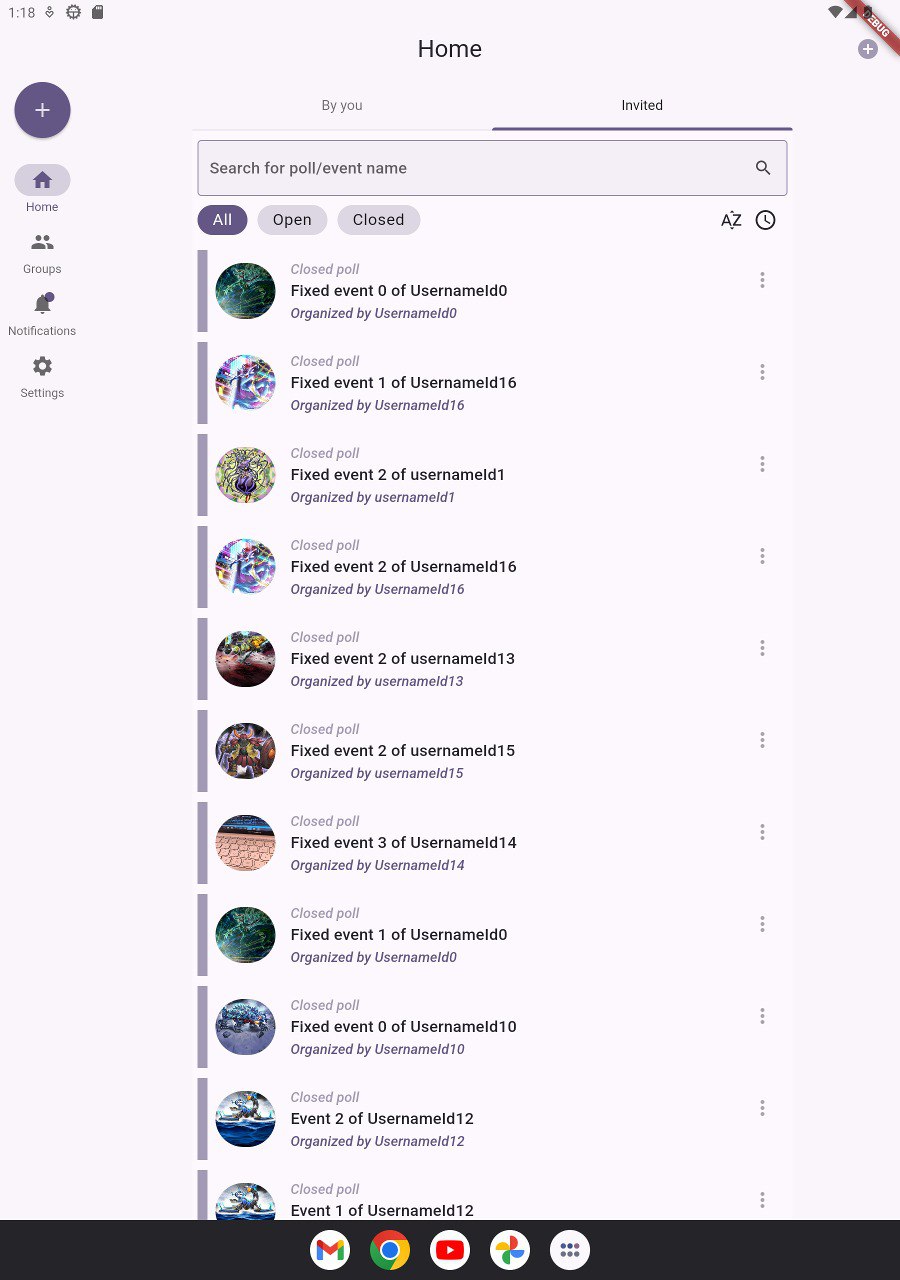 1:18
DEBUG
Home
By you
Invited
Search for poll/event name
All
Open
Closed
AZ
Home
Groups
Notifications
Settings
Closed poll
Fixed event 0 of UsernameId0
Organized by UsernameId0
Closed poll
Fixed event 1 of UsernameId16
Organized by UsernameId16
Closed poll
Fixed event 2 of usernameId1
Organized by usernameId1
Closed poll
Fixed event 2 of UsernameId16
Organized by UsernameId16
Closed poll
Fixed event 2 of usernameId13
Organized by usernameId13
Closed poll
Fixed event 2 of usernameId15
Organized by usernameId15
Closed poll
Fixed event 3 of UsernameId14
Organized by UsernameId14
Closed poll
Fixed event 1 of UsernameId0
Organized by UsernameId0
Closed poll
Fixed event 0 of UsernameId10
Organized by UsernameId10
Closed poll
Event 2 of UsernameId12
Organized by UsernameId12
Closed poll
Event 1 of UsernameId12